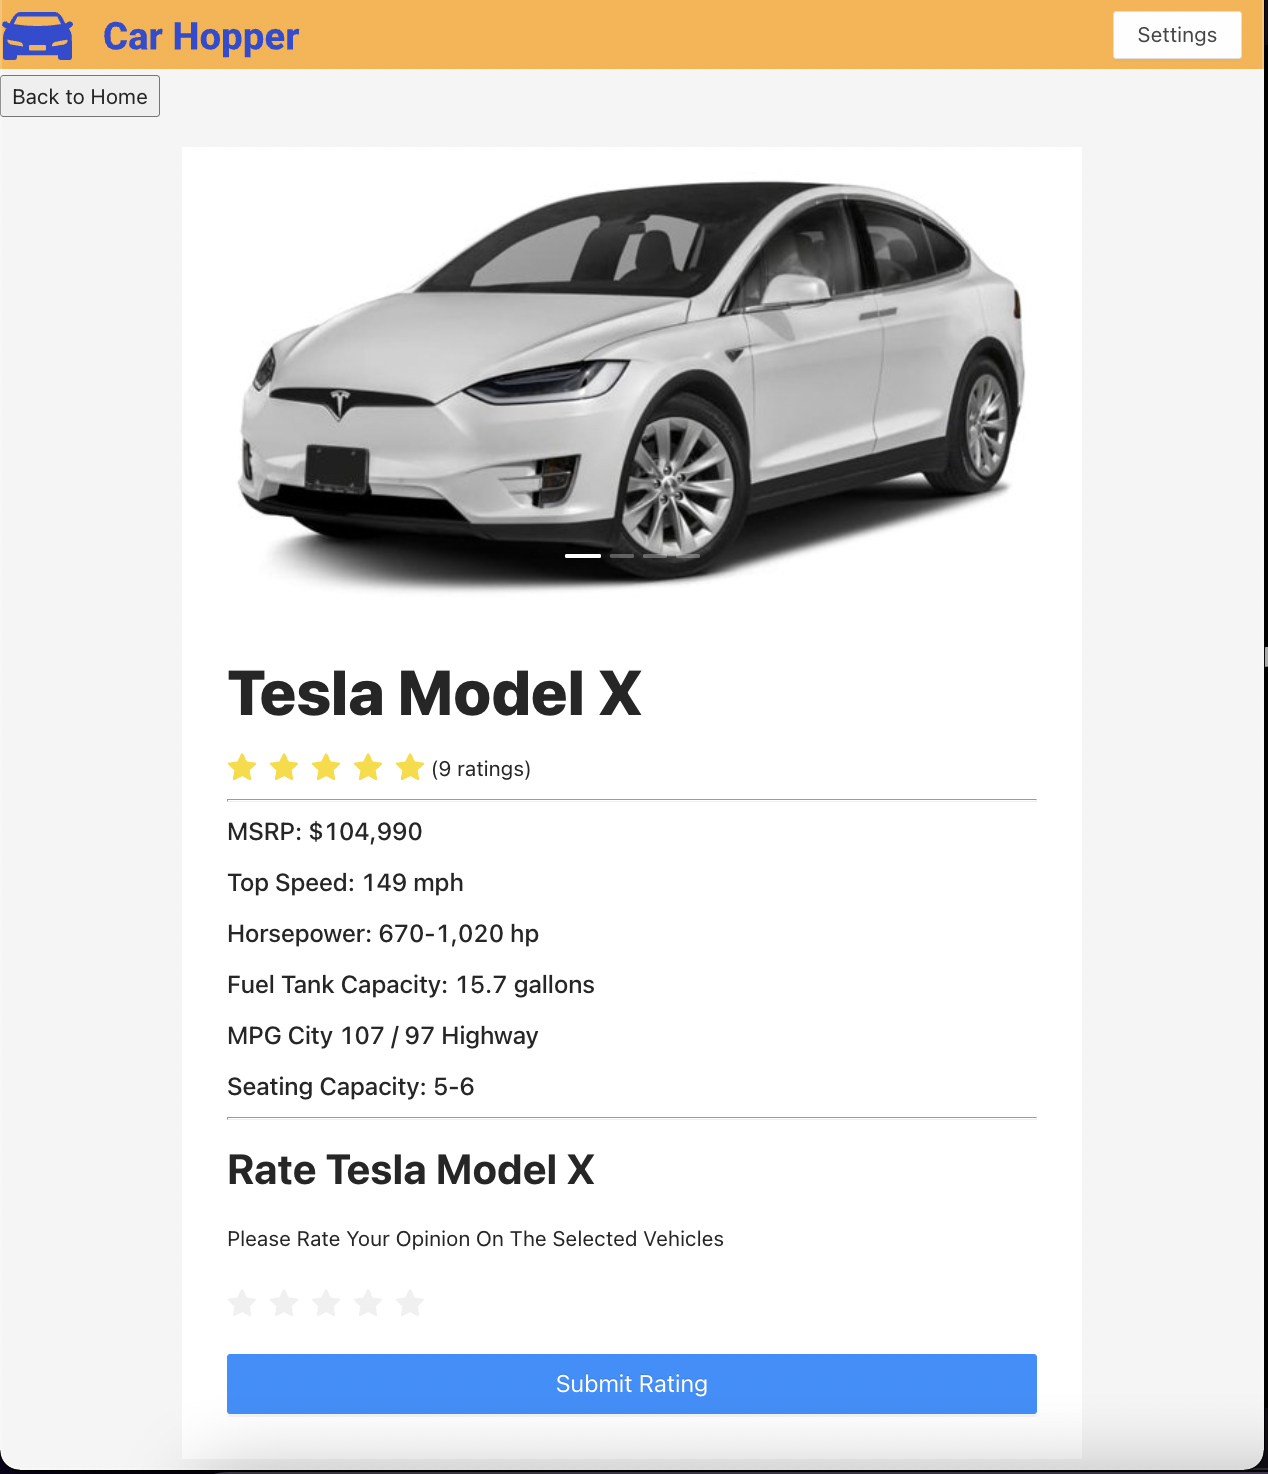 Car Hopper
Settings
Back to Home
Tesla Model X
(9 ratings)
MSRP: $104,990
Top Speed: 149 mph
Horsepower: 670-1,020 hp
Fuel Tank Capacity: 15.7 gallons
MPG City 107 / 97 Highway
Seating Capacity: 5-6
Rate Tesla Model X
Please Rate Your Opinion On The Selected Vehicles
Submit Rating